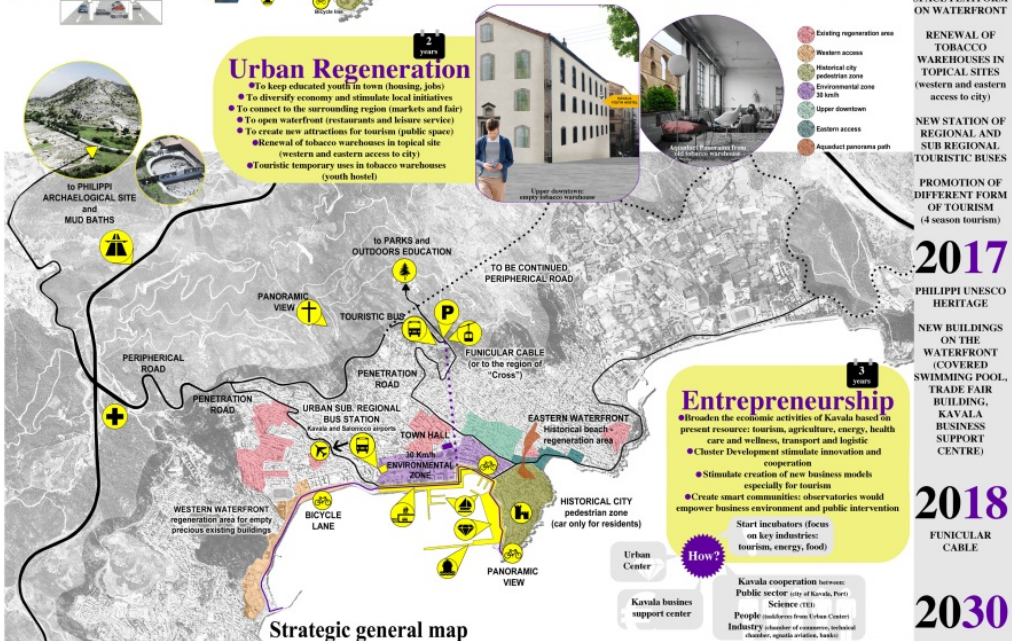 Bicycle line
2
years
Urban Regeneration
●To keep educated youth in town (housing, jobs)
● To diversify economy and stimulate local initiatives
● To connect to the surrounding region (markets and fair)
● To open waterfront (restaurants and leisure service)
● To create new attractions for tourism (public space)
●Renewal of tobacco warehouses in topical site
(western and eastern access to city)
●Touristic temporary uses in tobacco warehouses
(youth hostel)
Upper downtown:
empty tobacco warehouse
Aquaduct Panorama from
old tobacco warehouse
Existing regeneration area
Western access
Historical city
pedestrian zone
Environmental zone
30 km/h
Upper downtown
Eastern access
Aquaduct panorama path
ON WATERFRONT
RENEWAL OF
TOBACCO
WAREHOUSES IN
TOPICAL SITES
(western and eastern
access to city)
NEW STATION OF
REGIONAL AND
SUB REGIONAL
TOURISTIC BUSES
PROMOTION OF
DIFFERENT FORM
OF TOURISM
(4 season tourism)
2017
PHILIPPI UNESCO
HERITAGE
NEW BUILDINGS
ON THE
WATERFRONT
(COVERED
SWIMMING POOL,
TRADE FAIR
BUILDING,
KAVALA
BUSINESS
SUPPORT
CENTRE)
2018
FUNICULAR
CABLE
2030
to PHILIPPI
ARCHAELOGICAL SITE
and
MUD BATHS
to PARKS and
OUTDOORS EDUCATION
TO BE CONTINUED
PERIPHERICAL ROAD
PANORAMIC
VIEW
TOURISTIC BUS
P
FUNICULAR CABLE
(or to the region of
"Cross")
PERIPHERICAL
ROAD
PENETRATION
ROAD
PENETRATION
ROAD
URBAN SUB. REGIONAL
BUS STATION
Kavala and Salonicco airports
TOWN HALL
30 Km/h
ENVIRONMENTAL
ZONE
EASTERN WATERFRONT
Historical beach -
regeneration area
WESTERN WATERFRONT
regeneration area for empty
precious existing buildings
BICYCLE
LANE
HISTORICAL CITY
pedestrian zone
(car only for residents)
PANORAMIC
VIEW
3
years
Entrepreneurship
●Broaden the economic activities of Kavala based on
present resource: tourism, agriculture, energy, health
care and wellness, transport and logistic
●Cluster Development stimulate innovation and
cooperation
●Stimulate creation of new business models
especially for tourism
●Create smart communities: observatories would
empower business environment and public intervention
How?
Start incubators (focus
on key industries:
tourism, energy, food)
Urban
Center
Kavala busines
support center
Kavala cooperation between:
Public sector (city of Kavala, Port)
Science (TEI)
People (taskforces from Urban Center)
Industry (chamber of commerce, technical
chamber, egnatia aviation, banks)
Strategic general map